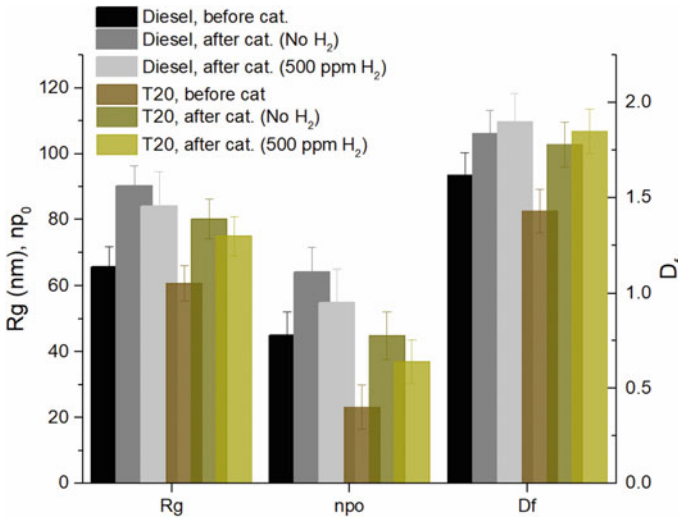 Diesel, before cat.
Diesel, after cat. (No H₂)
Diesel, after cat. (500 ppm H₂)
T20, before cat
T20, after cat. (No H₂)
T20, after cat. (500 ppm H₂)
Rg (nm), np₀
120
100
80
60
40
20
0
2.0
1.5
1.0
0.5
0.0
D_f
Rg
npo
Df